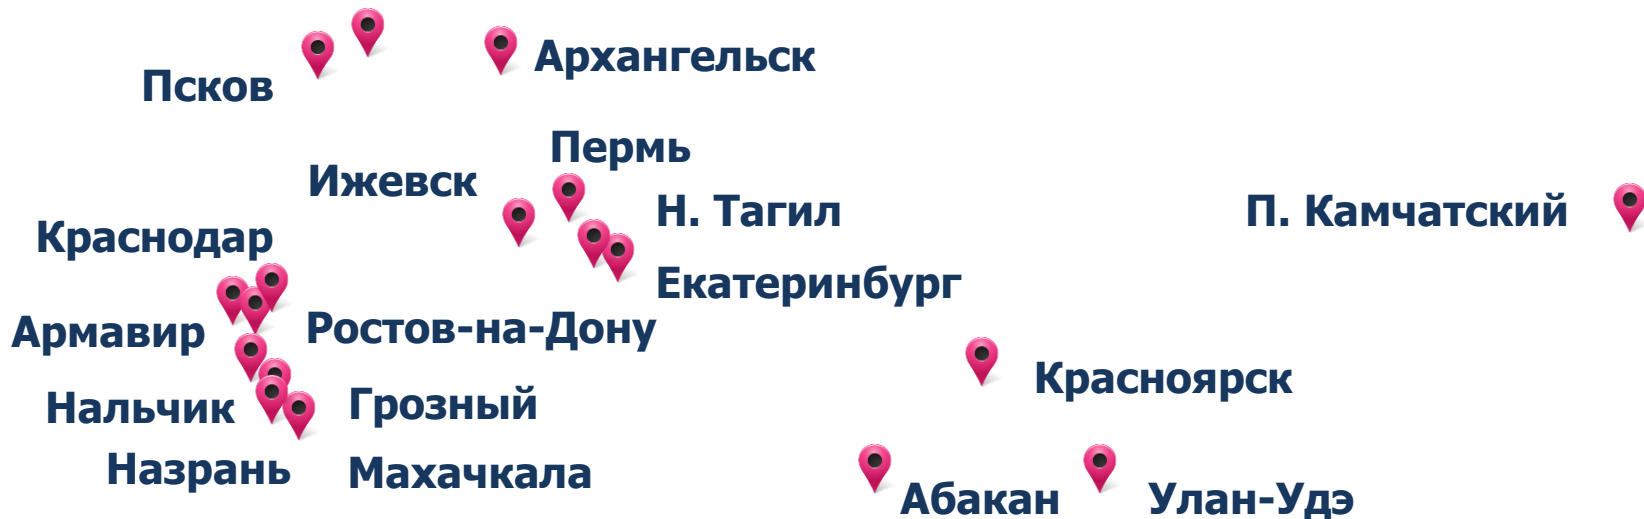 Архангельск
Псков
Пермь
Ижевск
Н. Тагил
П. Камчатский
Краснодар
Екатеринбург
Армавир
Ростов-на-Дону
Красноярск
Нальчик
Грозный
Назрань
Махачкала
Абакан
Улан-Удэ